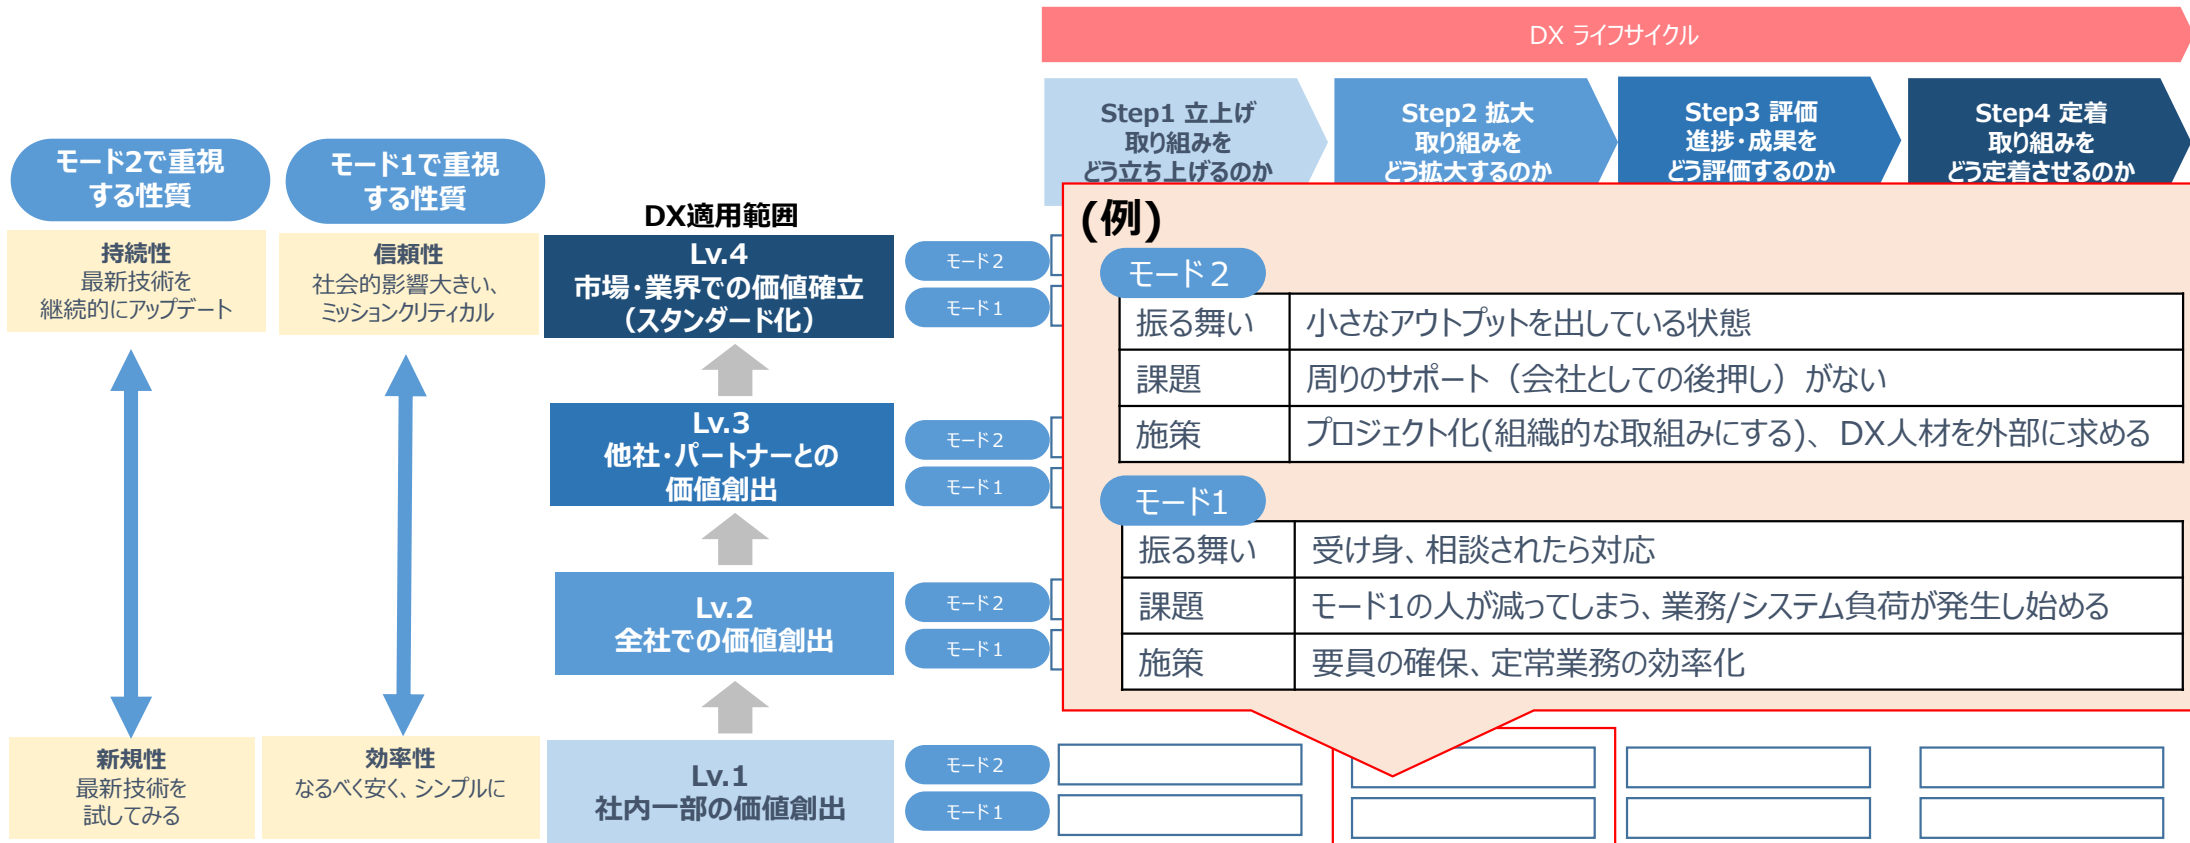 DX ライフサイクル
Step1 立上げ
取り組みを
どう立ち上げるのか
Step2 拡大
取り組みを
どう拡大するのか
Step3 評価
進捗・成果を
どう評価するのか
Step4 定着
取り組みを
どう定着させるのか
モード2で重視
する性質
モード1で重視
する性質
DX適用範囲
持続性
最新技術を
継続的にアップデート
信頼性
社会的影響大きい、
ミッションクリティカル
Lv.4
市場・業界での価値確立
（スタンダード化）
モード2
モード1
Lv.3
他社・パートナーとの
価値創出
モード2
モード1
Lv.2
全社での価値創出
モード2
モード1
新規性
最新技術を
試してみる
効率性
なるべく安く、シンプルに
Lv.1
社内一部の価値創出
モード2
モード1
(例)
モード2
振る舞い 小さなアウトプットを出している状態
課題 周りのサポート（会社としての後押し）がない
施策 プロジェクト化(組織的な取組みにする)、DX人材を外部に求める
モード1
振る舞い 受け身、相談されたら対応
課題 モード1の人が減ってしまう、業務/システム負荷が発生し始める
施策 要員の確保、定常業務の効率化